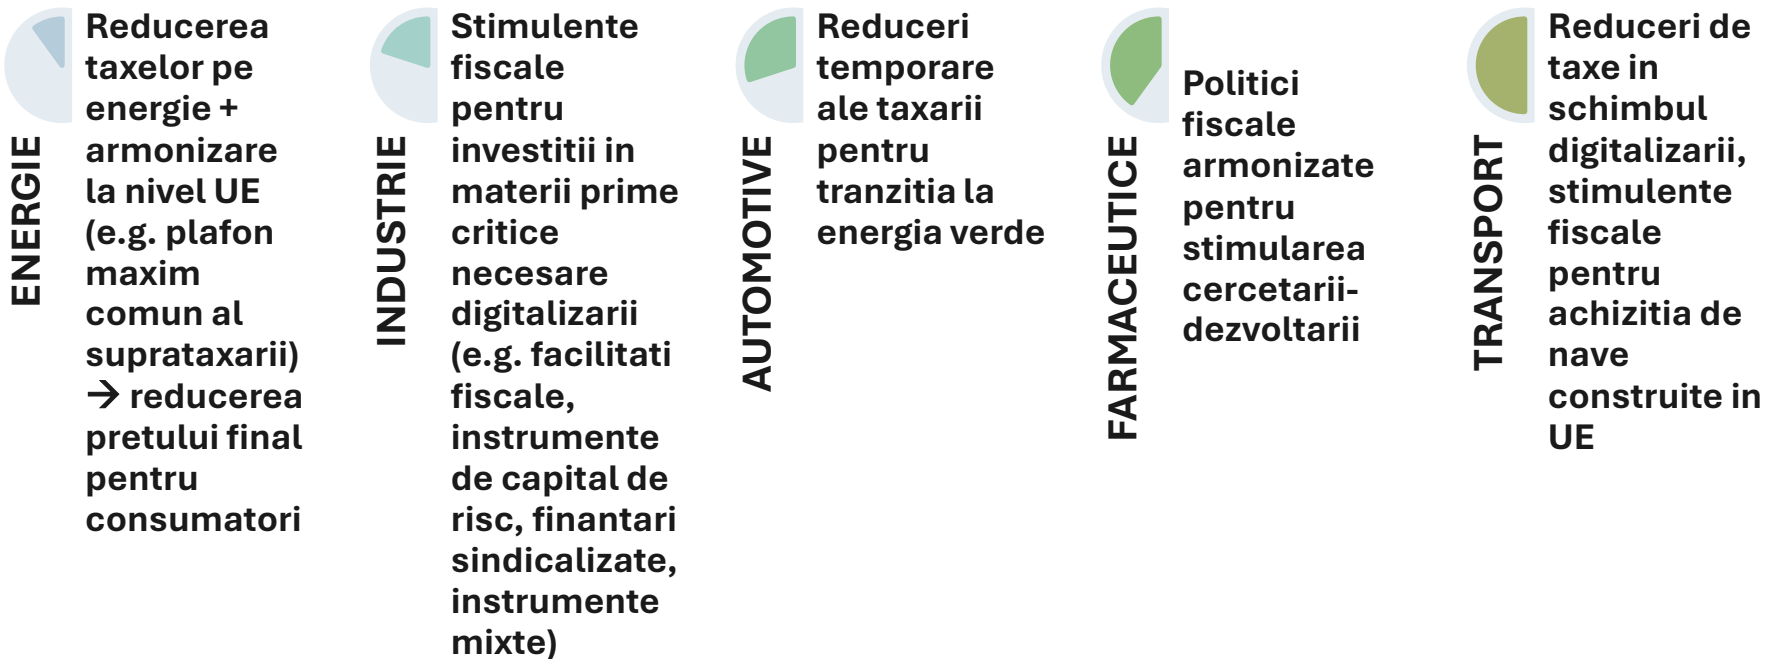 ENERGIE
Reducerea
taxelor pe
energie +
armonizare
la nivel UE
(e.g. plafon
maxim
comun al
suprataxarii)
→ reducerea
pretului final
pentru
consumatori
INDUSTRIE
Stimulente
fiscale
pentru
investitii in
materii prime
critice
necesare
digitalizarii
(e.g. facilitati
fiscale,
instrumente
de capital de
risc, finantari
sindicalizate,
instrumente
mixte)
AUTOMOTIVE
Reduceri
temporare
ale taxarii
pentru
tranzitia la
energia verde
FARMACEUTICE
Politici
fiscale
armonizate
pentru
stimularea
cercetarii-
dezvoltarii
TRANSPORT
Reduceri de
taxe in
schimbul
digitalizarii,
stimulente
fiscale
pentru
achizitia de
nave
construite in
UE